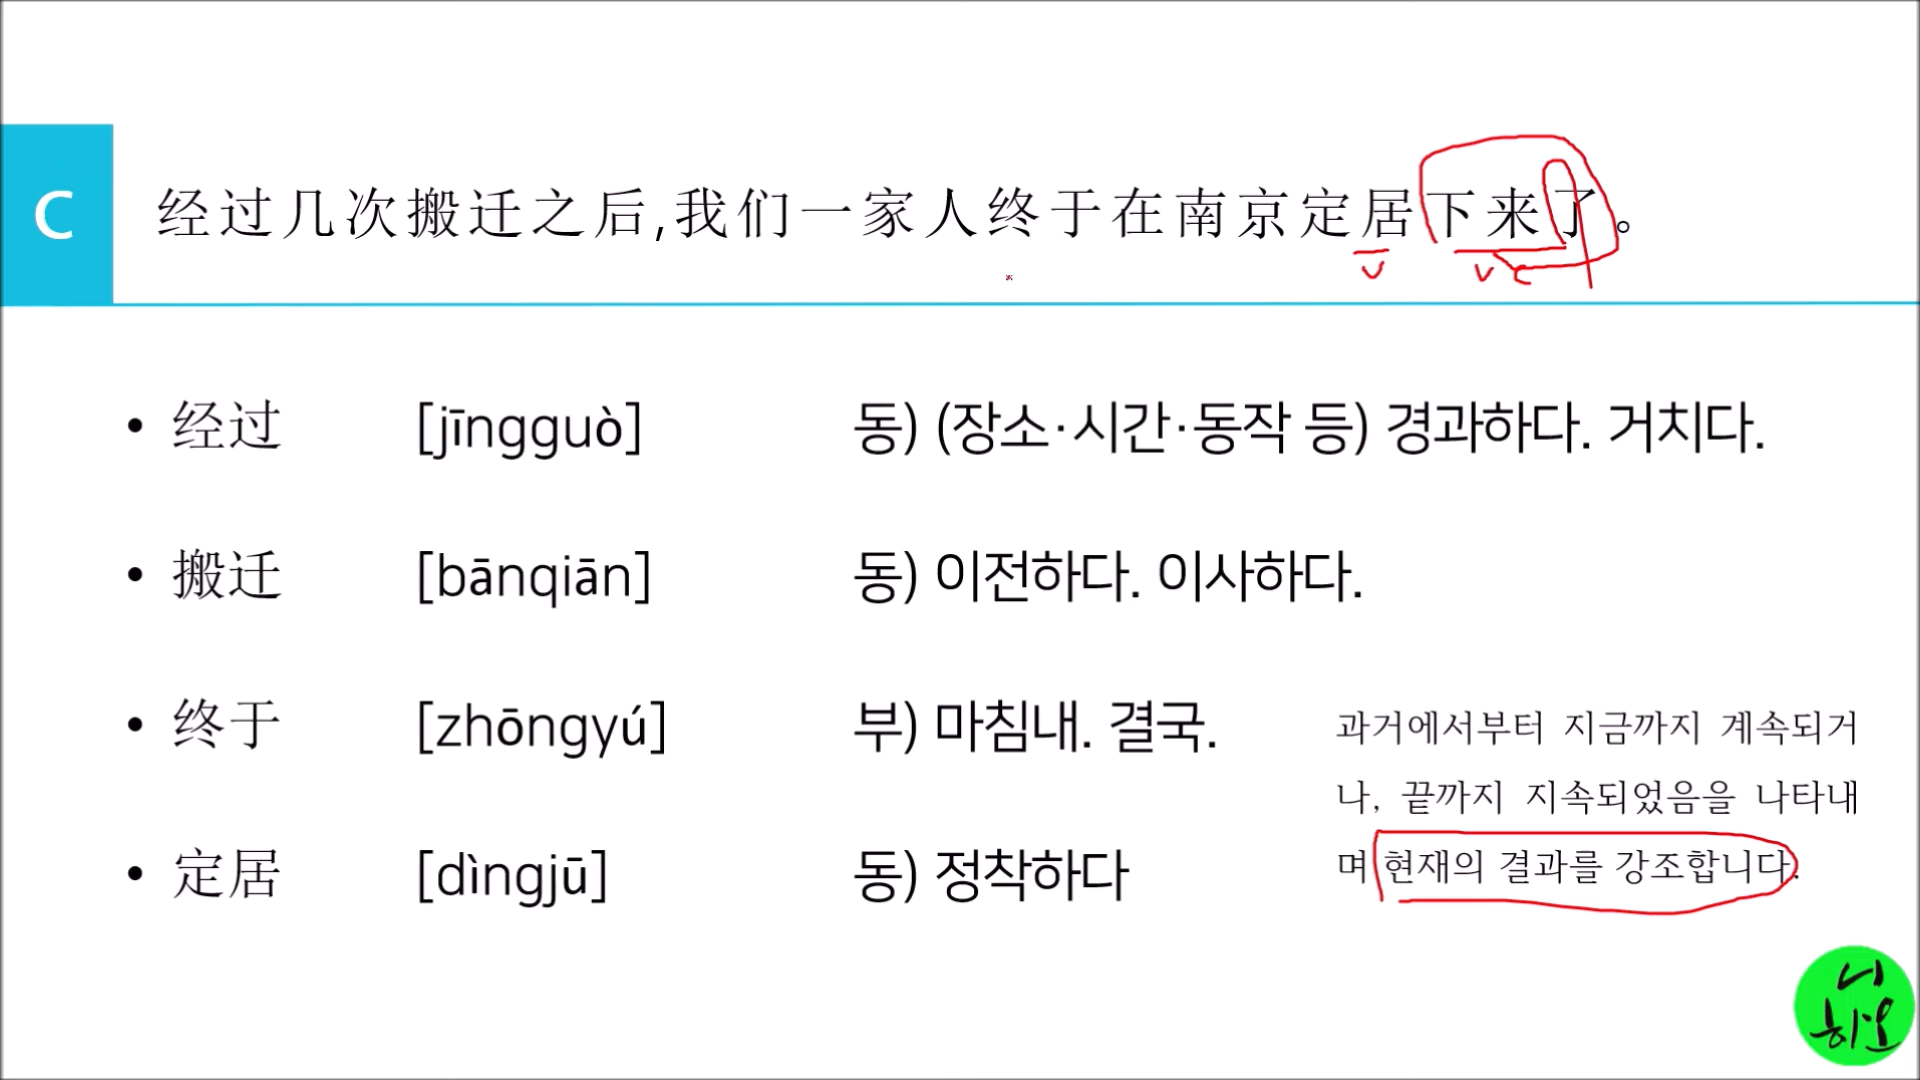 C
经过几次搬迁之后,我们一家人终于在南京定居下来了。
• 经过 [jīngguò] 동) (장소·시간·동작 등) 경과하다. 거치다.
• 搬迁 [bānqiān] 동) 이전하다. 이사하다.
• 终于 [zhōngyú] 부) 마침내. 결국.
• 定居 [dìngjū] 동) 정착하다
과거에서부터 지금까지 계속되거
나, 끝까지 지속되었음을 나타내
며 현재의 결과를 강조합니다.
니
하오